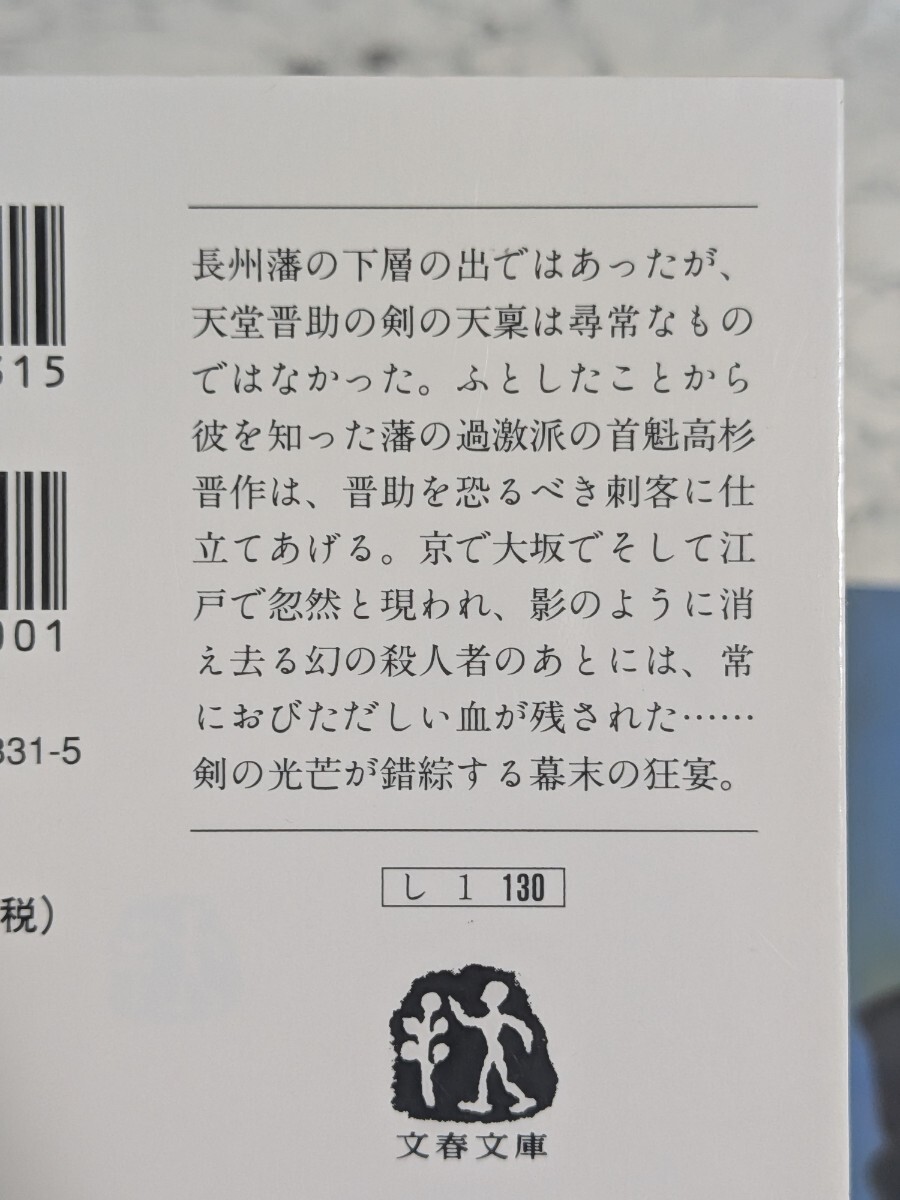 長州藩の下層の出ではあったが、
天堂晋助の剣の天稟は尋常なもの
ではなかった。ふとしたことから
彼を知った藩の過激派の首魁高杉
晋作は、晋助を恐るべき刺客に仕
立てあげる。京で大坂でそして江
戸で忽然と現われ、影のように消
え去る幻の殺人者のあとには、常
におびただしい血が残された……
剣の光芒が錯綜する幕末の狂宴。
515
001
331-5
税）
し 1 130
文春文庫